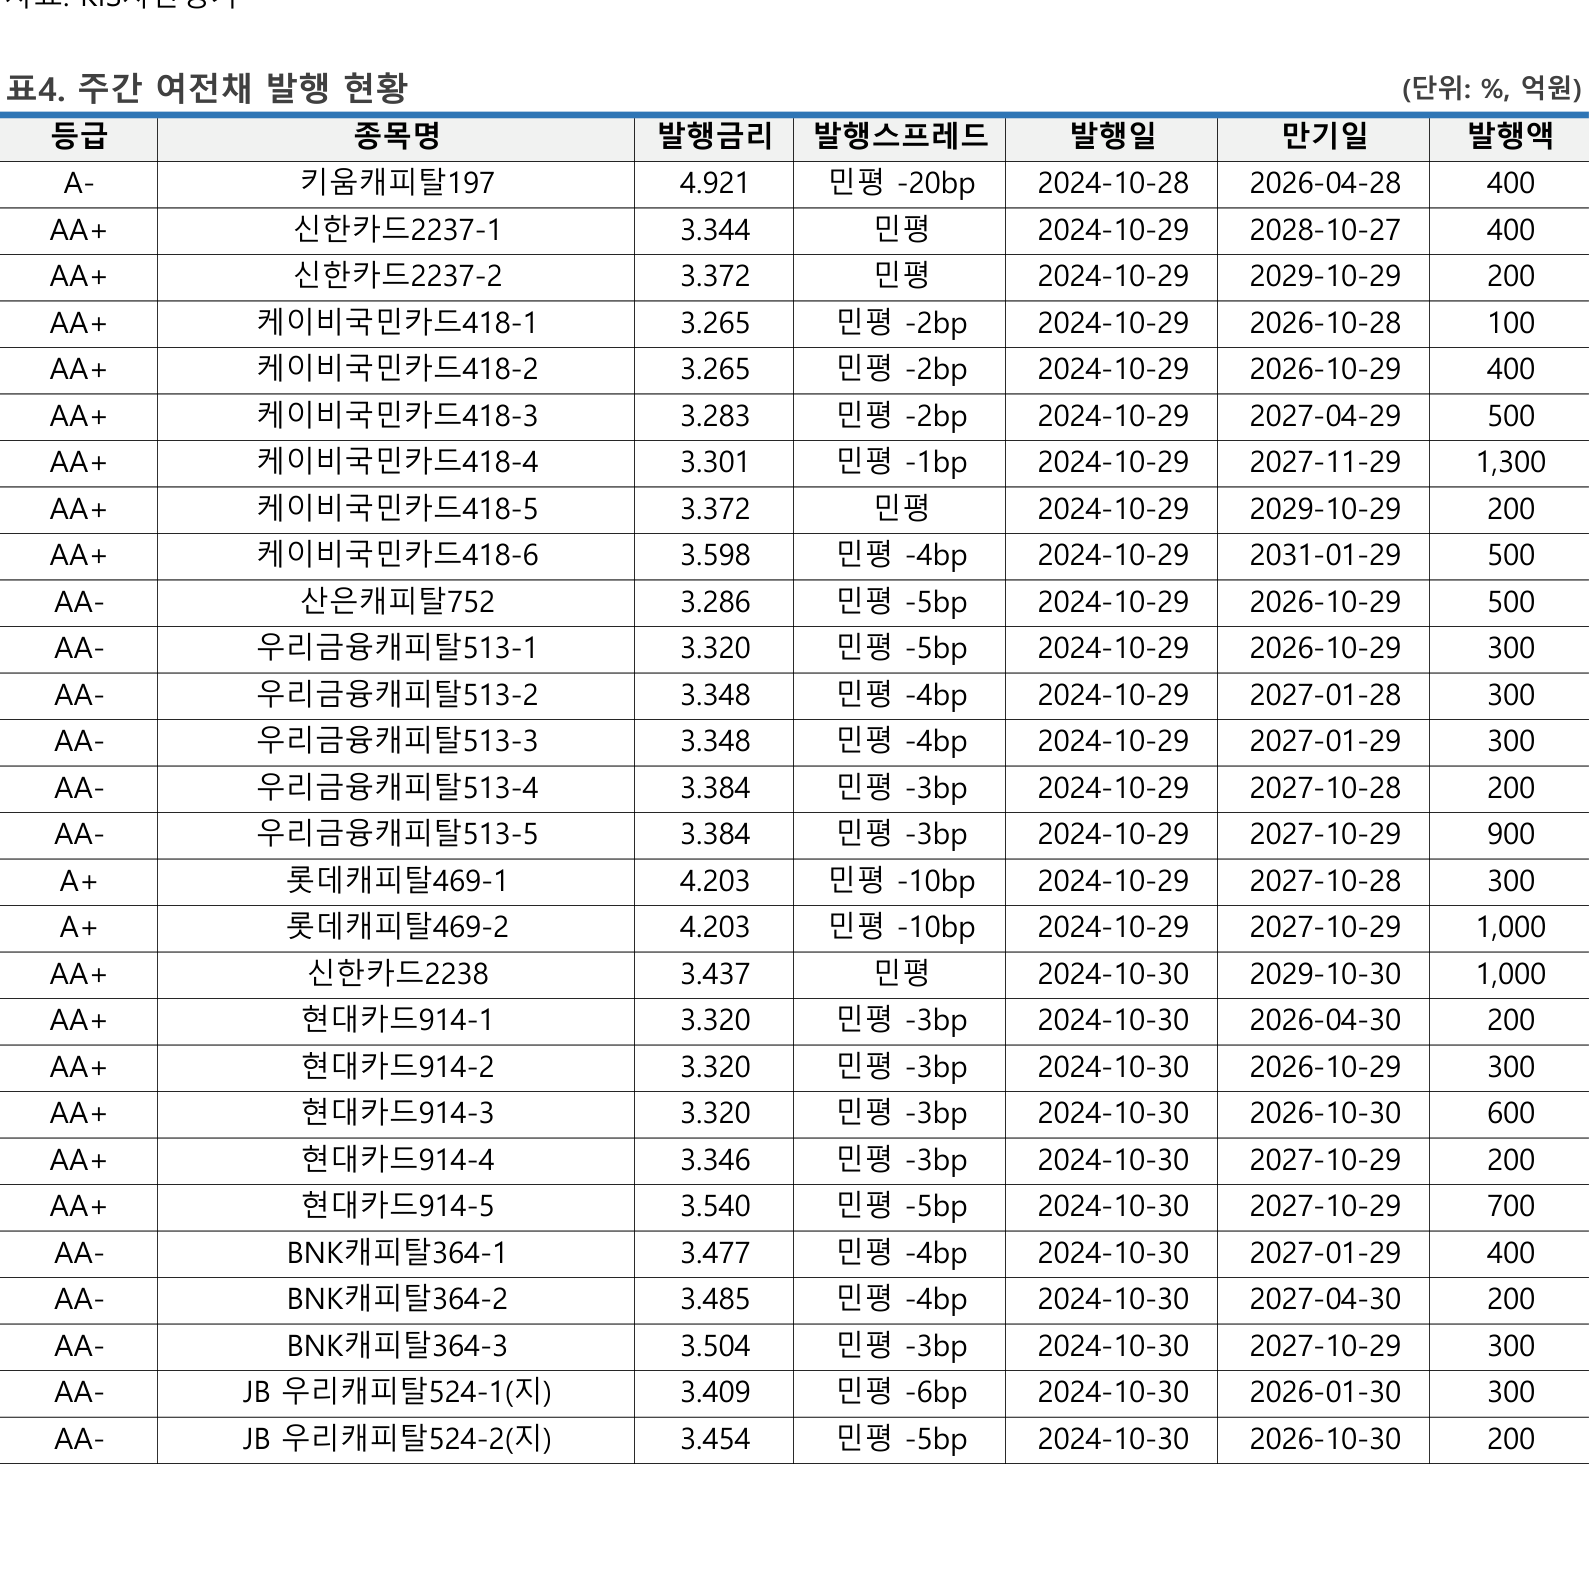 표4. 주간 여전채 발행 현황 (단위: %, 억원)
등급 종목명 발행금리 발행스프레드 발행일 만기일 발행액
A- 키움캐피탈197 4.921 민평 -20bp 2024-10-28 2026-04-28 400
AA+ 신한카드2237-1 3.344 민평 2024-10-29 2028-10-27 400
AA+ 신한카드2237-2 3.372 민평 2024-10-29 2029-10-29 200
AA+ 케이비국민카드418-1 3.265 민평 -2bp 2024-10-29 2026-10-28 100
AA+ 케이비국민카드418-2 3.265 민평 -2bp 2024-10-29 2026-10-29 400
AA+ 케이비국민카드418-3 3.283 민평 -2bp 2024-10-29 2027-04-29 500
AA+ 케이비국민카드418-4 3.301 민평 -1bp 2024-10-29 2027-11-29 1,300
AA+ 케이비국민카드418-5 3.372 민평 2024-10-29 2029-10-29 200
AA+ 케이비국민카드418-6 3.598 민평 -4bp 2024-10-29 2031-01-29 500
AA- 산은캐피탈752 3.286 민평 -5bp 2024-10-29 2026-10-29 500
AA- 우리금융캐피탈513-1 3.320 민평 -5bp 2024-10-29 2026-10-29 300
AA- 우리금융캐피탈513-2 3.348 민평 -4bp 2024-10-29 2027-01-28 300
AA- 우리금융캐피탈513-3 3.348 민평 -4bp 2024-10-29 2027-01-29 300
AA- 우리금융캐피탈513-4 3.384 민평 -3bp 2024-10-29 2027-10-28 200
AA- 우리금융캐피탈513-5 3.384 민평 -3bp 2024-10-29 2027-10-29 900
A+ 롯데캐피탈469-1 4.203 민평 -10bp 2024-10-29 2027-10-28 300
A+ 롯데캐피탈469-2 4.203 민평 -10bp 2024-10-29 2027-10-29 1,000
AA+ 신한카드2238 3.437 민평 2024-10-30 2029-10-30 1,000
AA+ 현대카드914-1 3.320 민평 -3bp 2024-10-30 2026-04-30 200
AA+ 현대카드914-2 3.320 민평 -3bp 2024-10-30 2026-10-29 300
AA+ 현대카드914-3 3.320 민평 -3bp 2024-10-30 2026-10-30 600
AA+ 현대카드914-4 3.346 민평 -3bp 2024-10-30 2027-10-29 200
AA+ 현대카드914-5 3.540 민평 -5bp 2024-10-30 2027-10-29 700
AA- BNK캐피탈364-1 3.477 민평 -4bp 2024-10-30 2027-01-29 400
AA- BNK캐피탈364-2 3.485 민평 -4bp 2024-10-30 2027-04-30 200
AA- BNK캐피탈364-3 3.504 민평 -3bp 2024-10-30 2027-10-29 300
AA- JB 우리캐피탈524-1(지) 3.409 민평 -6bp 2024-10-30 2026-01-30 300
AA- JB 우리캐피탈524-2(지) 3.454 민평 -5bp 2024-10-30 2026-10-30 200